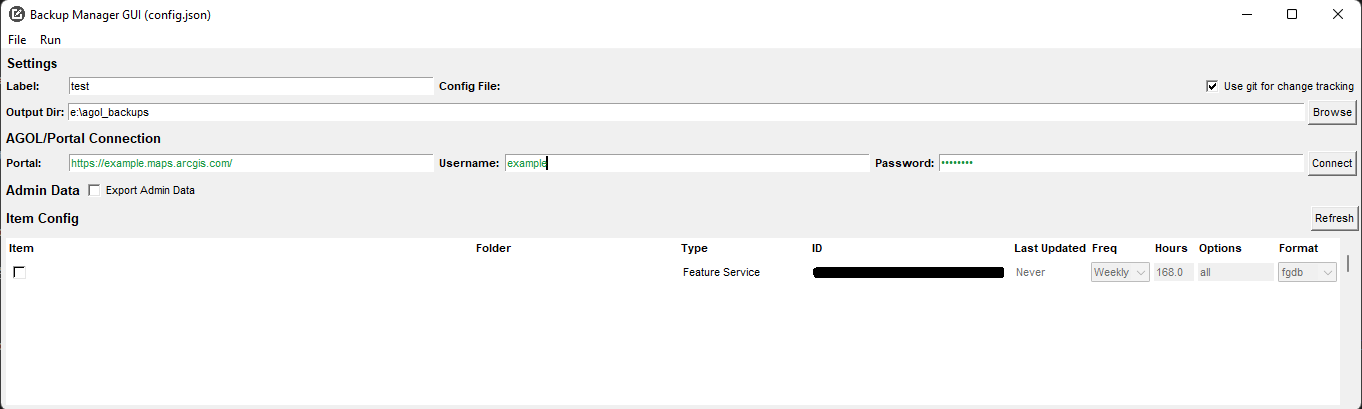 Backup Manager GUI (config.json)
File Run
Settings
Label: test Config File: Use git for change tracking
Output Dir: e:\agol_backups Browse
AGOL/Portal Connection
Portal: https://example.maps.arcgis.com/ Username: example Password: •••••••• Connect
Admin Data Export Admin Data
Item Config Refresh
Item Folder Type ID Last Updated Freq Hours Options Format
Feature Service Never Weekly 168.0 all fgdb